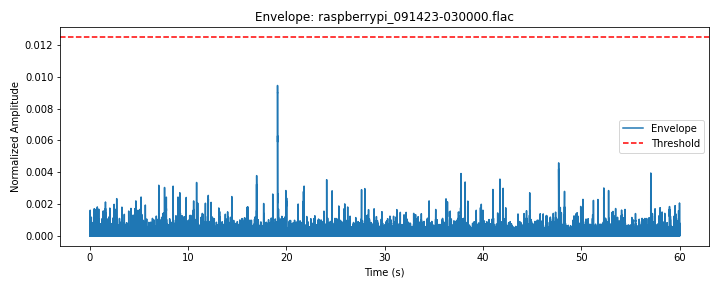 Envelope: raspberrypi_091423-030000.flac
Normalized Amplitude
0.012
0.010
0.008
0.006
0.004
0.002
0.000
Envelope
Threshold
0 10 20 30 40 50 60
Time (s)